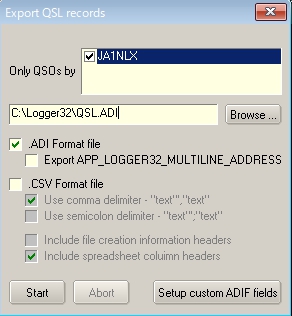 Export QSL records
Only QSOs by
JA1NLX
C:\Logger32\QSL.ADI
Browse ...
.ADI Format file
Export APP_LOGGER32_MULTILINE_ADDRESS
.CSV Format file
Use comma delimiter - "text'","text"
Use semicolon delimiter - "text'";"text"
Include file creation information headers
Include spreadsheet coluimn headers
Start
Abort
Setup custom ADIF fields